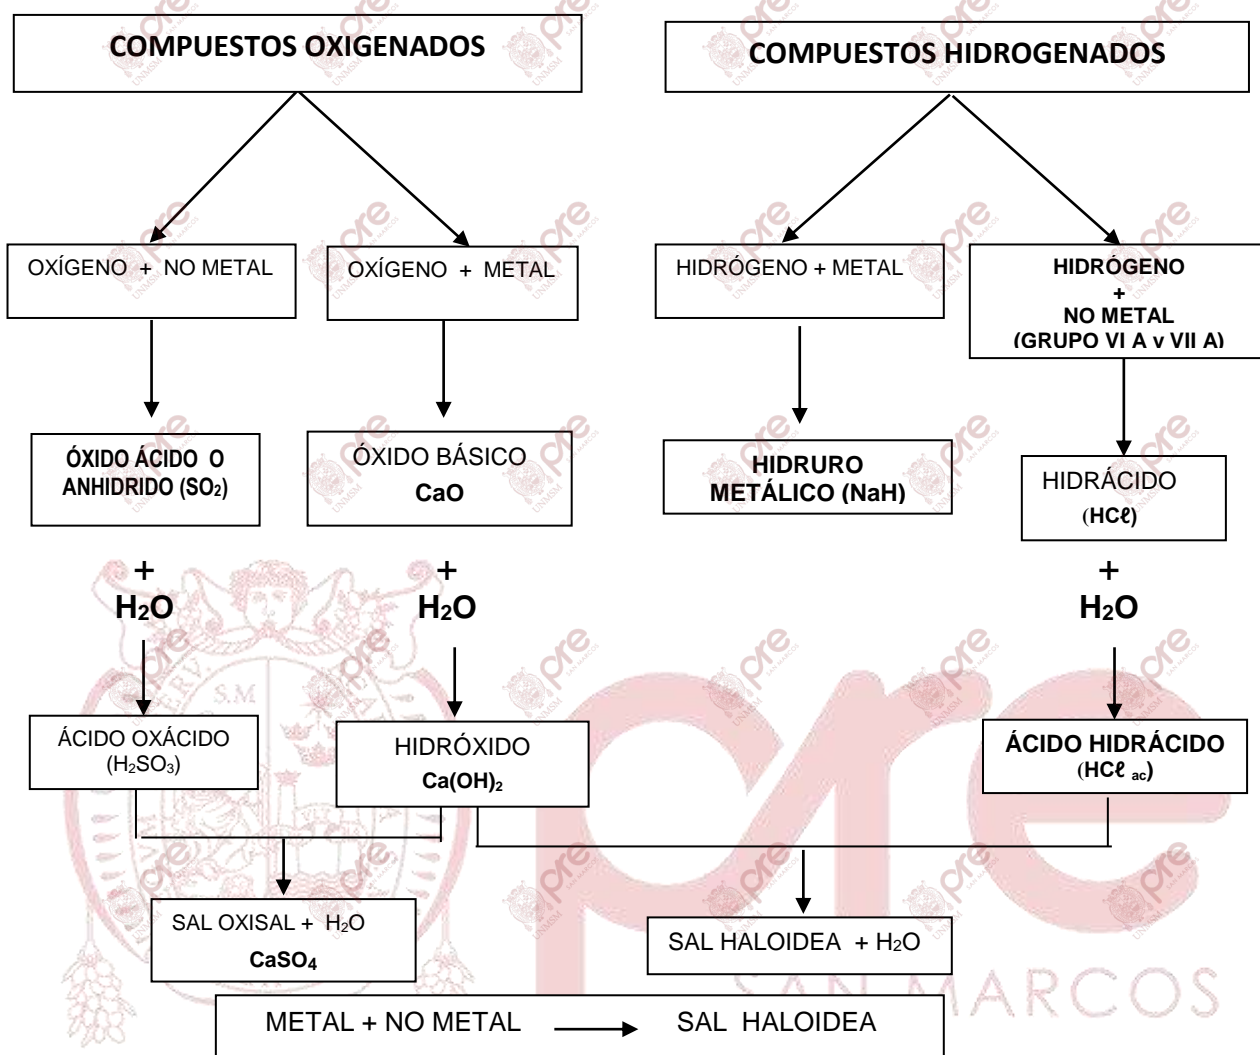 COMPUESTOS OXIGENADOS
COMPUESTOS HIDROGENADOS
OXÍGENO + NO METAL
OXÍGENO + METAL
HIDRÓGENO + METAL
HIDRÓGENO
+
NO METAL
(GRUPO VI A y VII A)
ÓXIDO ÁCIDO O
ANHIDRIDO (SO₂)
ÓXIDO BÁSICO
CaO
HIDRURO
METÁLICO (NaH)
HIDRÁCIDO
(HCℓ)
+
H₂O
+
H₂O
+
H₂O
ÁCIDO OXÁCIDO
(H₂SO₃)
HIDRÓXIDO
Ca(OH)₂
ÁCIDO HIDRÁCIDO
(HCℓ ac)
SAL OXISAL + H₂O
CaSO₄
SAL HALOIDEA + H₂O
METAL + NO METAL → SAL HALOIDEA
pre
SAN MARCOS
UNMSM
S.M